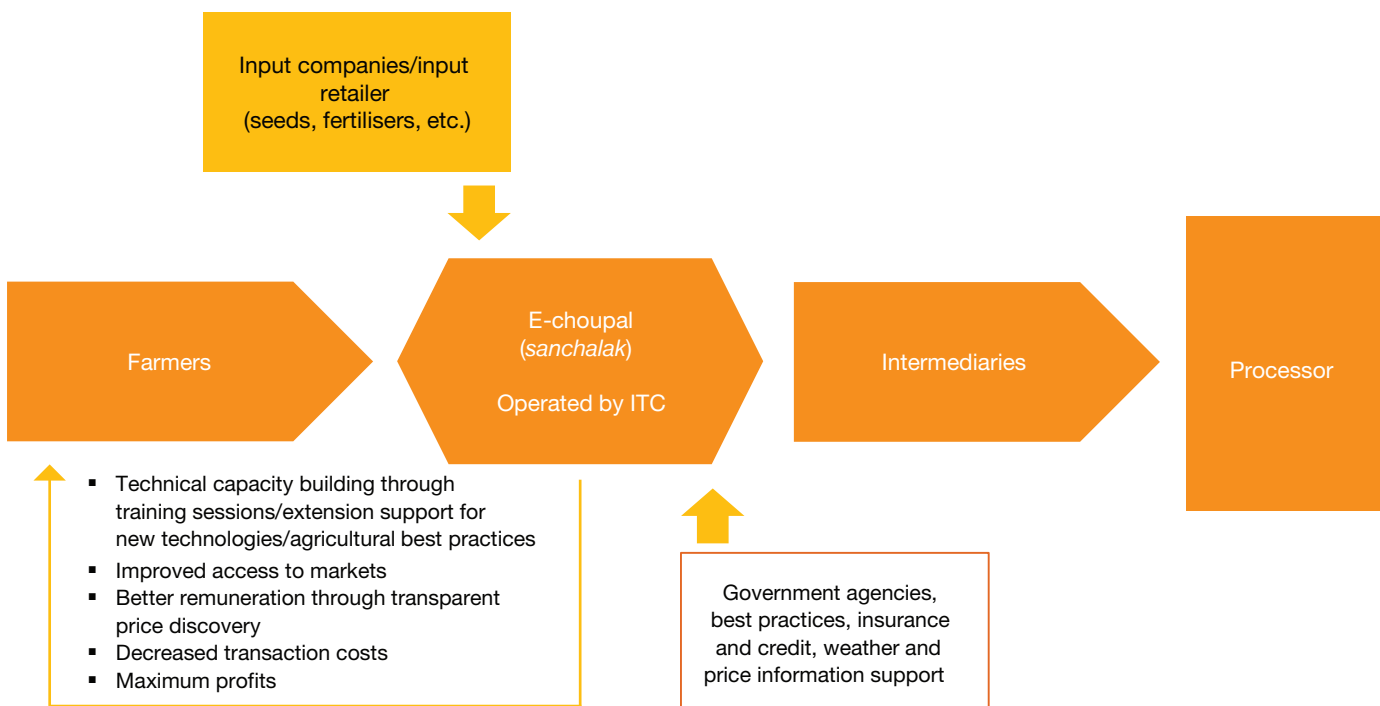 Input companies/input
retailer
(seeds, fertilisers, etc.)
Farmers
E-choupal
(sanchalak)
Operated by ITC
Intermediaries
Processor
▪ Technical capacity building through
training sessions/extension support for
new technologies/agricultural best practices
▪ Improved access to markets
▪ Better remuneration through transparent
price discovery
▪ Decreased transaction costs
▪ Maximum profits
Government agencies,
best practices, insurance
and credit, weather and
price information support